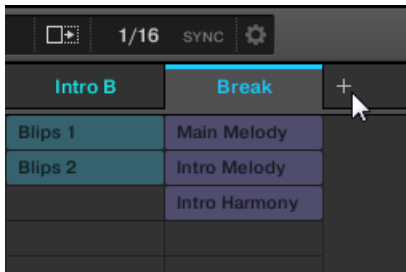 1/16 SYNC
Intro B Break +
Blips 1 Main Melody
Blips 2 Intro Melody
Intro Harmony